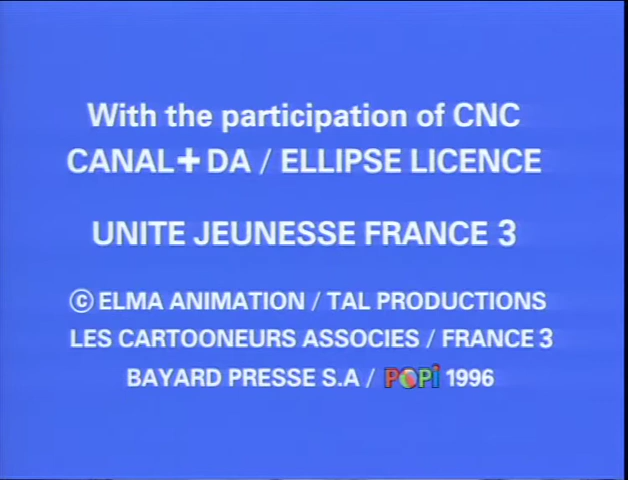 With the participation of CNC
CANAL+ DA / ELLIPSE LICENCE
UNITE JEUNESSE FRANCE 3
© ELMA ANIMATION / TAL PRODUCTIONS
LES CARTOONEURS ASSOCIES / FRANCE 3
BAYARD PRESSE S.A / POPi 1996